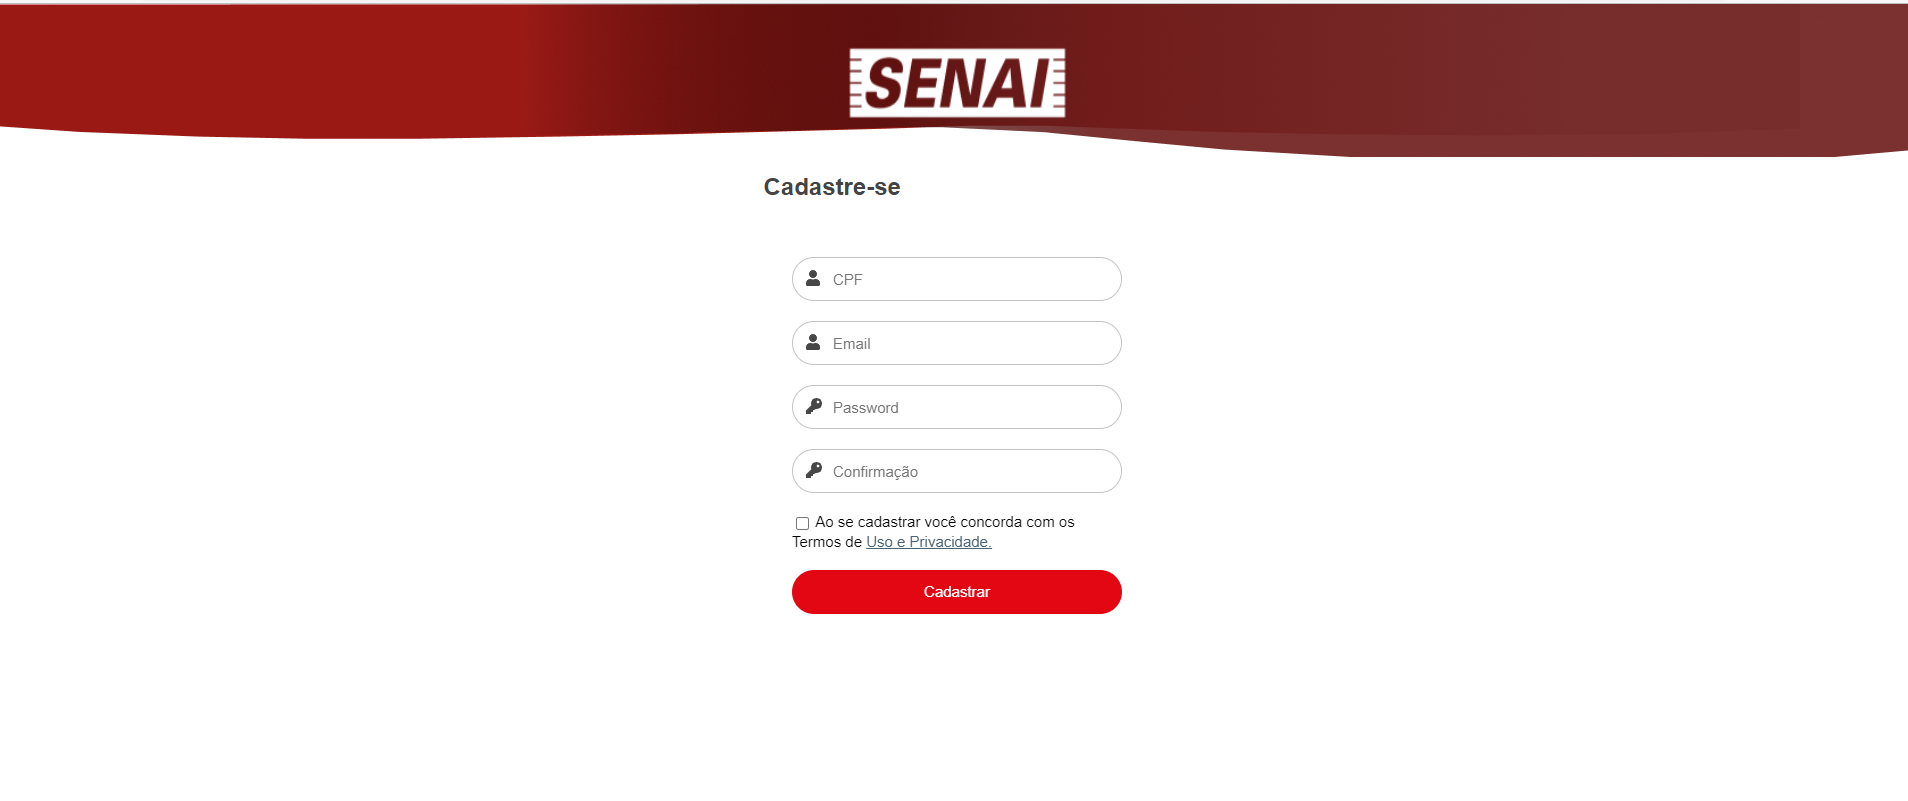 SENAI
Cadastre-se
CPF
Email
Password
Confirmação
Ao se cadastrar você concorda com os
Termos de Uso e Privacidade.
Cadastrar